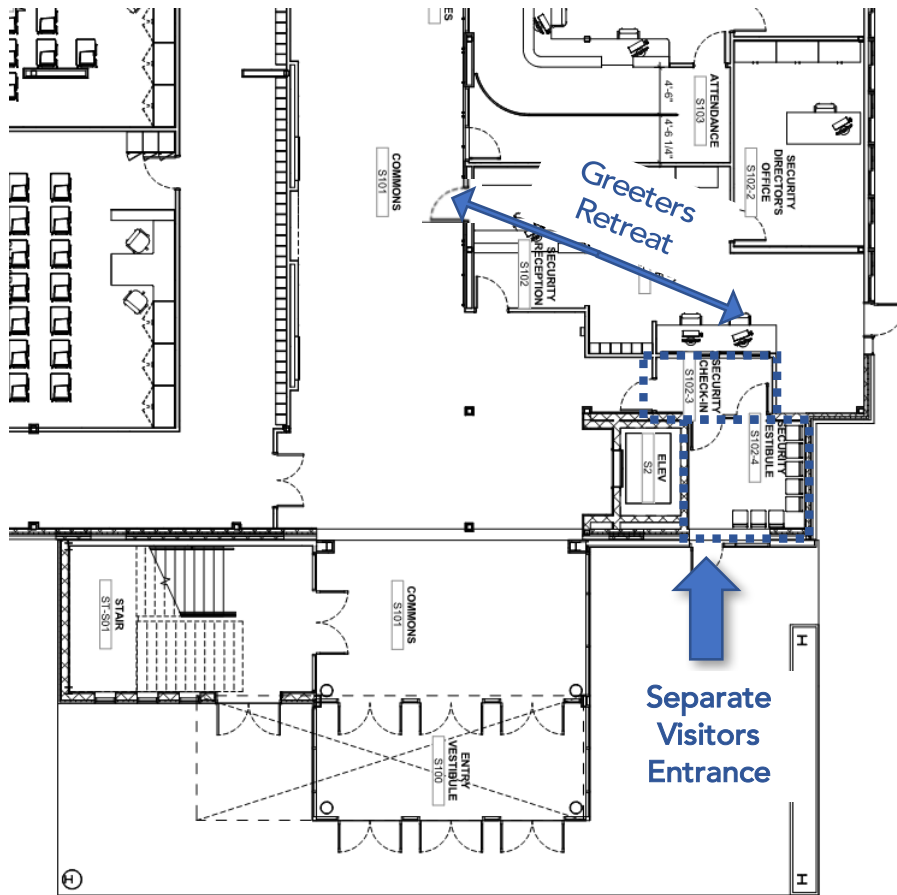 ES
COMMONS
S101
4'-6"
4'-6 1/4"
ATTENDANCE
S103
SECURITY
DIRECTOR'S
OFFICE
S102-2
Greeters
Retreat
SECURITY
RECEPTION
S102
SECURITY
CHECK-IN
S102-3
SECURITY
VESTIBULE
S102-4
ELEV
S2
STAIR
ST-S01
COMMONS
S101
ENTRY
VESTIBULE
S100
Separate
Visitors
Entrance
H
H
H